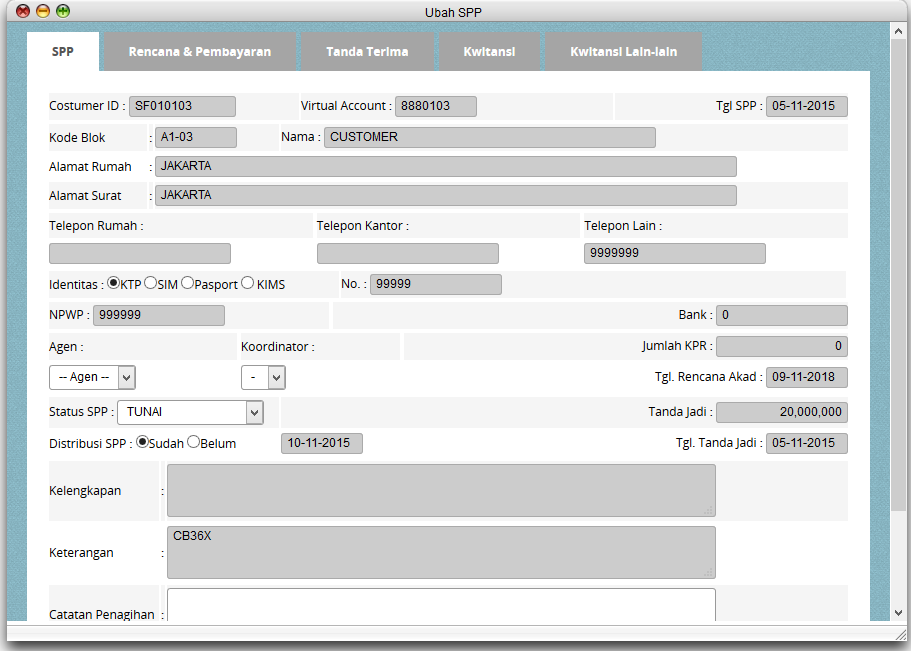 Ubah SPP
SPP Rencana & Pembayaran Tanda Terima Kwitansi Kwitansi Lain-lain
Costumer ID : SF010103 Virtual Account : 8880103 Tgl SPP : 05-11-2015
Kode Blok : A1-03 Nama : CUSTOMER
Alamat Rumah : JAKARTA
Alamat Surat : JAKARTA
Telepon Rumah : Telepon Kantor : Telepon Lain :
9999999
Identitas : KTP SIM Pasport KIMS No. : 99999
NPWP : 999999 Bank : 0
Agen : Koordinator : Jumlah KPR : 0
-- Agen -- - Tgl. Rencana Akad : 09-11-2018
Status SPP : TUNAI Tanda Jadi : 20,000,000
Distribusi SPP : Sudah Belum 10-11-2015 Tgl. Tanda Jadi : 05-11-2015
Kelengkapan :
Keterangan : CB36X
Catatan Penagihan :